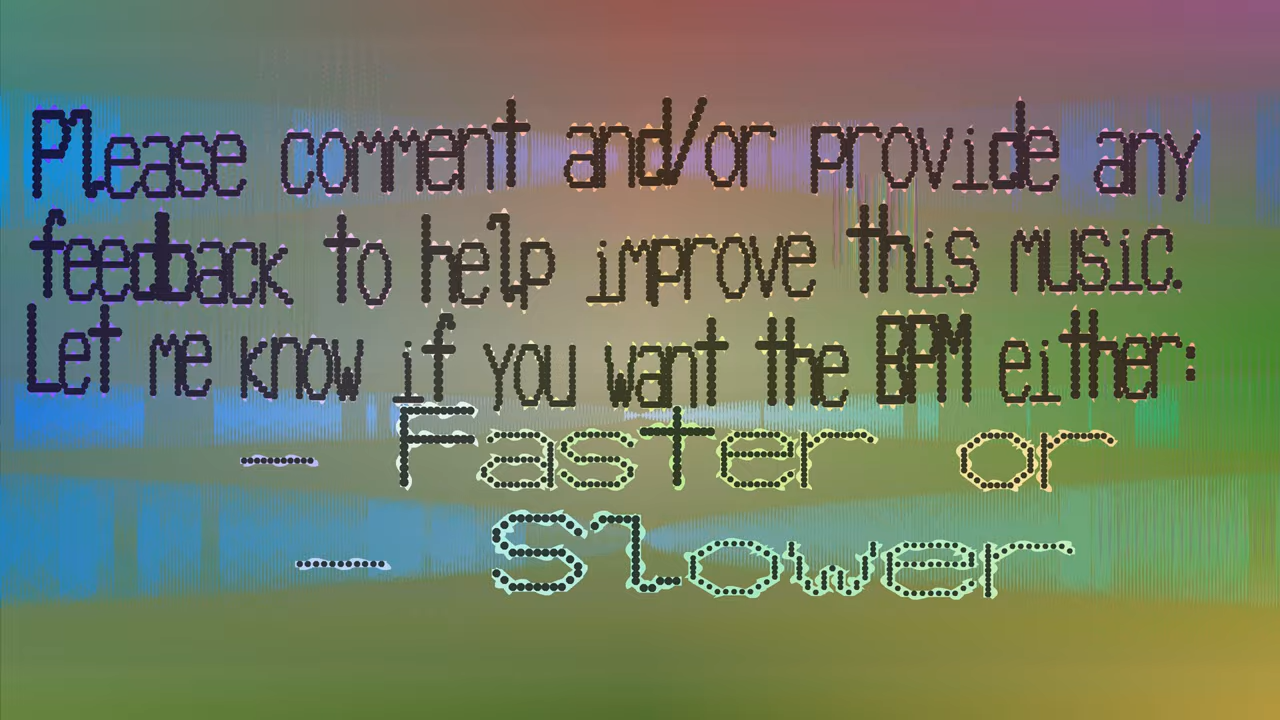 Please comment and/or provide any
feedback to help improve this music.
Let me know if you want the BPM either:
- Faster or
- Slower